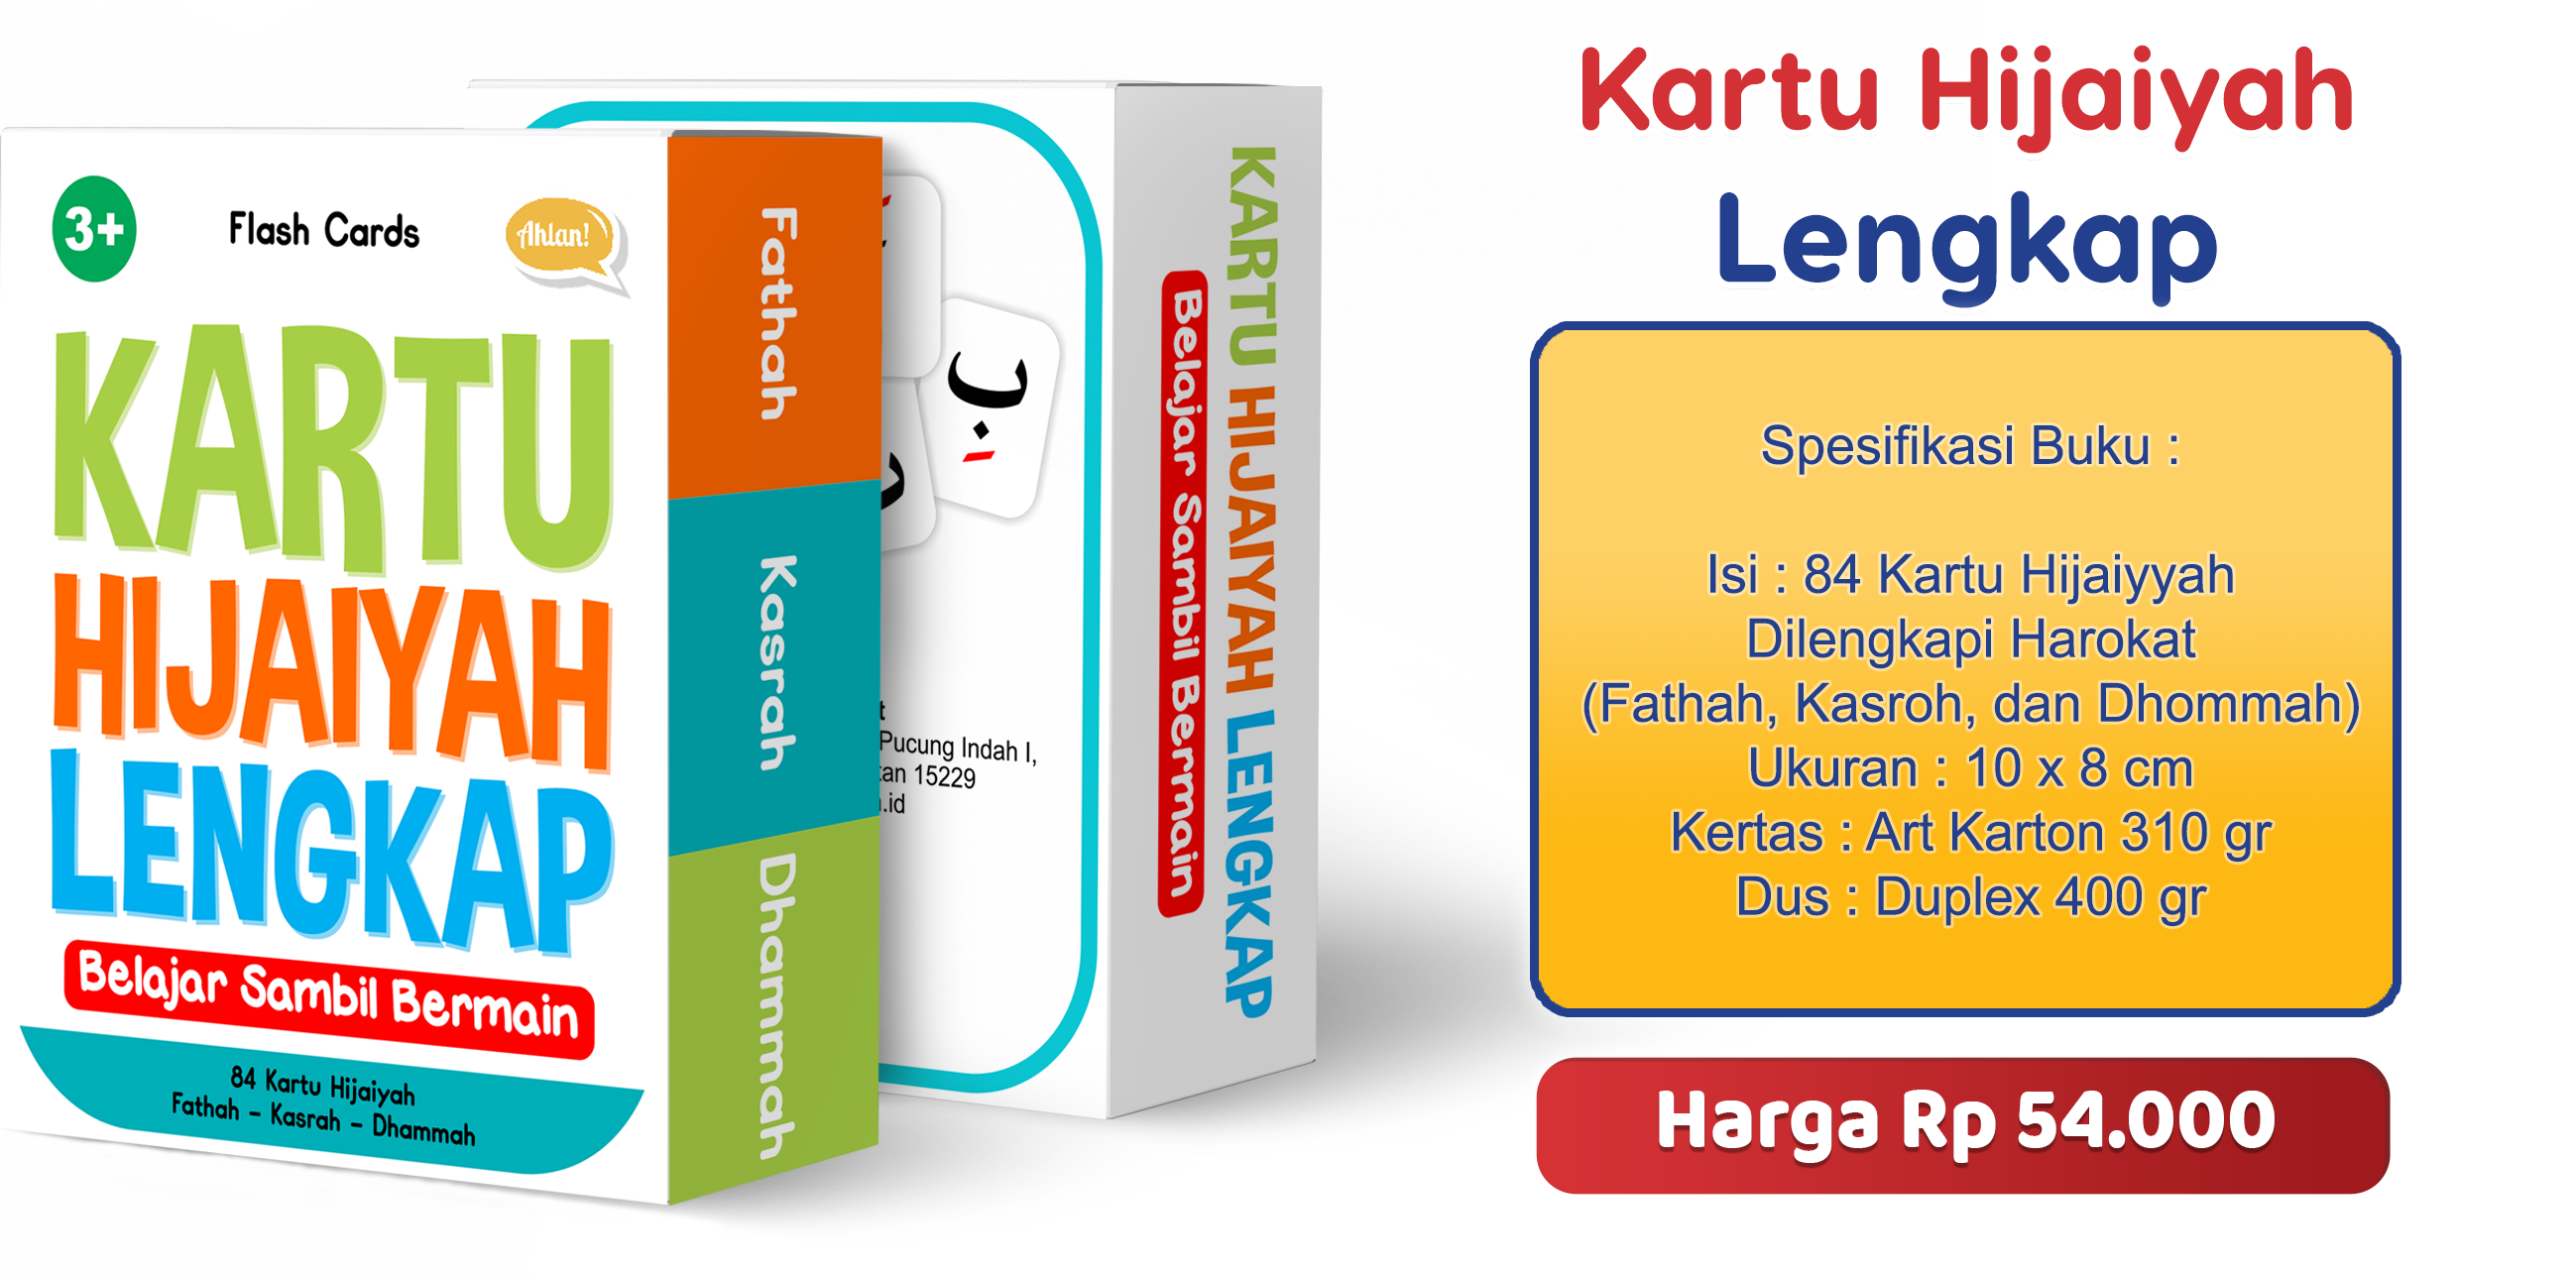 3+
Flash Cards
Ahlan!
KARTU
HIJAIYAH
LENGKAP
Belajar Sambil Bermain
84 Kartu Hijaiyah
Fathah - Kasrah - Dhammah
Fathah
Kasrah
Dhammah
بِ
Pucung Indah I,
15229
.id
KARTU HIJAIYAH LENGKAP
Belajar Sambil Bermain
Kartu Hijaiyah
Lengkap
Spesifikasi Buku :
Isi : 84 Kartu Hijaiyyah
Dilengkapi Harokat
(Fathah, Kasroh, dan Dhommah)
Ukuran : 10 x 8 cm
Kertas : Art Karton 310 gr
Dus : Duplex 400 gr
Harga Rp 54.000